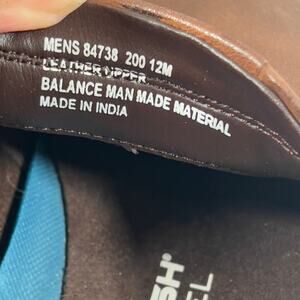 MENS 84738 200 12M
LEATHER UPPER
BALANCE MAN MADE MATERIAL
MADE IN INDIA